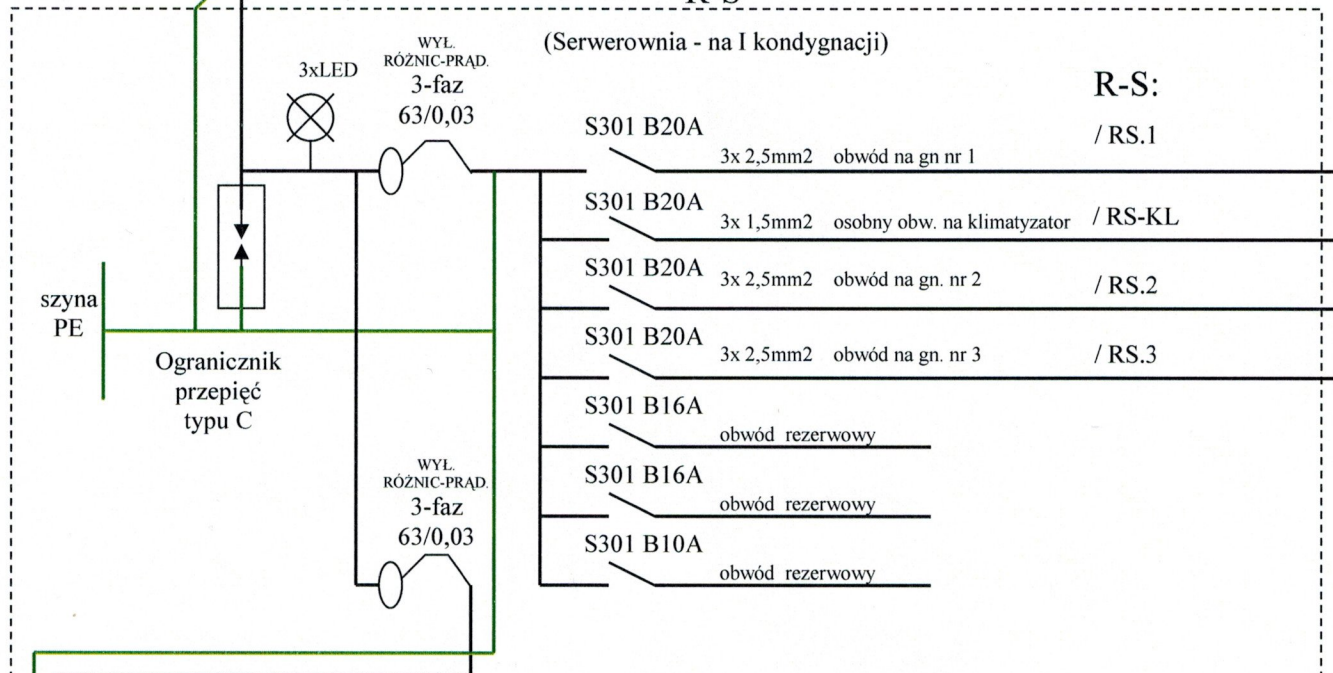 R-S
(Serwerownia - na I kondygnacji)
3xLED
WYŁ.
RÓŻNIC-PRĄD.
3-faz
63/0,03
R-S:
S301 B20A
3x 2,5mm2 obwód na gn nr 1
/ RS.1
S301 B20A
3x 1,5mm2 osobny obw. na klimatyzator
/ RS-KL
S301 B20A
3x 2,5mm2 obwód na gn. nr 2
/ RS.2
S301 B20A
3x 2,5mm2 obwód na gn. nr 3
/ RS.3
S301 B16A
obwód rezerwowy
S301 B16A
obwód rezerwowy
S301 B10A
obwód rezerwowy
szyna
PE
Ogranicznik
przepięć
typu C
WYŁ.
RÓŻNIC-PRĄD.
3-faz
63/0,03